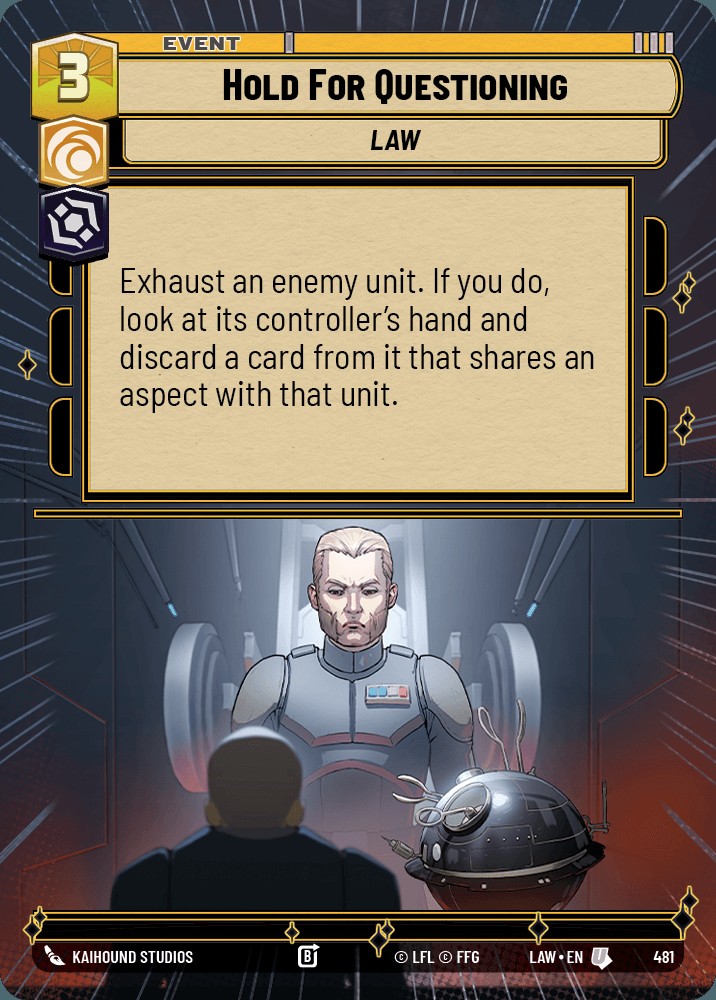 EVENT
3
HOLD FOR QUESTIONING
LAW
Exhaust an enemy unit. If you do,
look at its controller's hand and
discard a card from it that shares an
aspect with that unit.
KAIHOUND STUDIOS
B
© LFL © FFG
LAW • EN
U
481